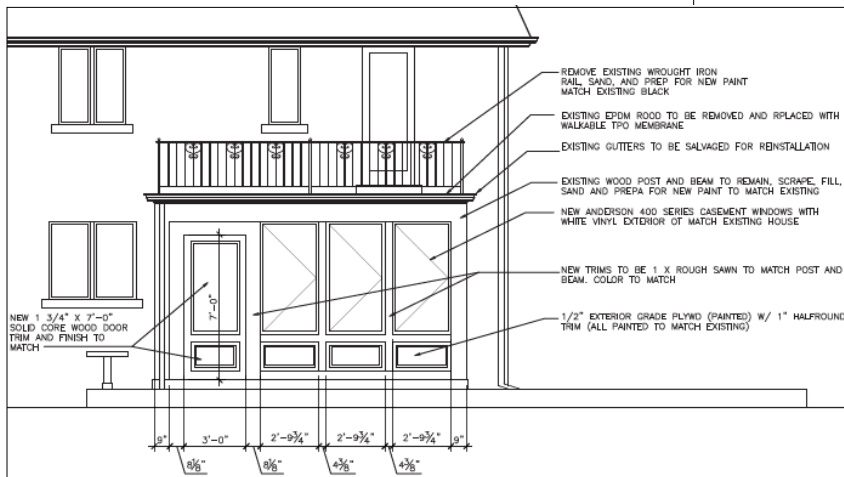 REMOVE EXISTING WROUGHT IRON
RAIL, SAND, AND PREP FOR NEW PAINT
MATCH EXISTING BLACK
EXISTING EPDM ROOD TO BE REMOVED AND RPLACED WITH
WALKABLE TPO MEMBRANE
EXISTING GUTTERS TO BE SALVAGED FOR REINSTALLATION
EXISTING WOOD POST AND BEAM TO REMAIN, SCRAPE, FILL,
SAND AND PREPA FOR NEW PAINT TO MATCH EXISTING
NEW ANDERSON 400 SERIES CASEMENT WINDOWS WITH
WHITE VINYL EXTERIOR OT MATCH EXISTING HOUSE
NEW TRIMS TO BE 1 X ROUGH SAWN TO MATCH POST AND
BEAM. COLOR TO MATCH
1/2" EXTERIOR GRADE PLYWD (PAINTED) W/ 1" HALFROUND
TRIM (ALL PAINTED TO MATCH EXISTING)
NEW 1 3/4" X 7'-0"
SOLID CORE WOOD DOOR
TRIM AND FINISH TO
MATCH
7'-0"
9" 3'-0" 2'-9¾" 2'-9¾" 2'-9¾" 9"
8⅛" 8⅛" 4⅜" 4⅜"